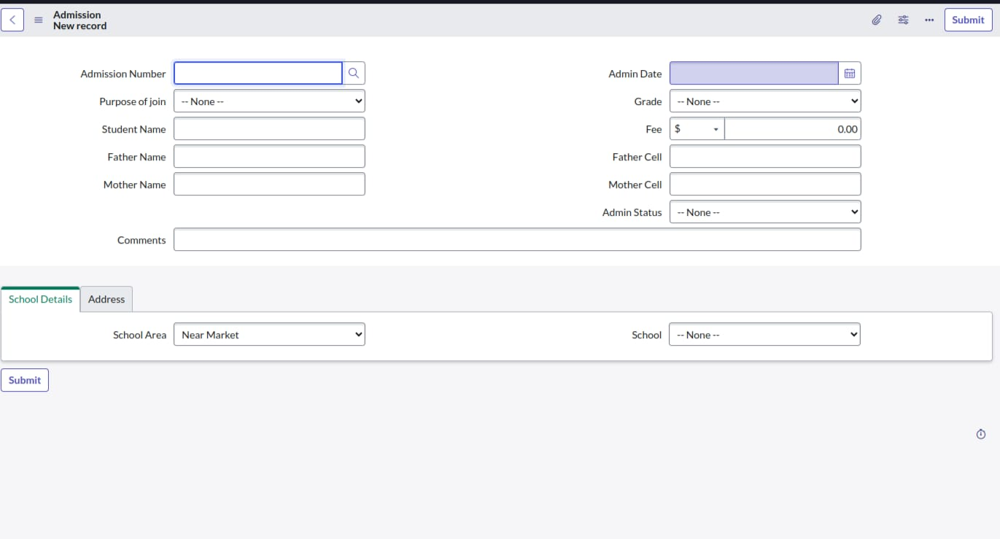 Admission
New record
Submit
Admission Number
Admin Date
Purpose of join -- None --
Grade -- None --
Student Name
Fee $ 0.00
Father Name
Father Cell
Mother Name
Mother Cell
Admin Status -- None --
Comments
School Details Address
School Area Near Market
School -- None --
Submit